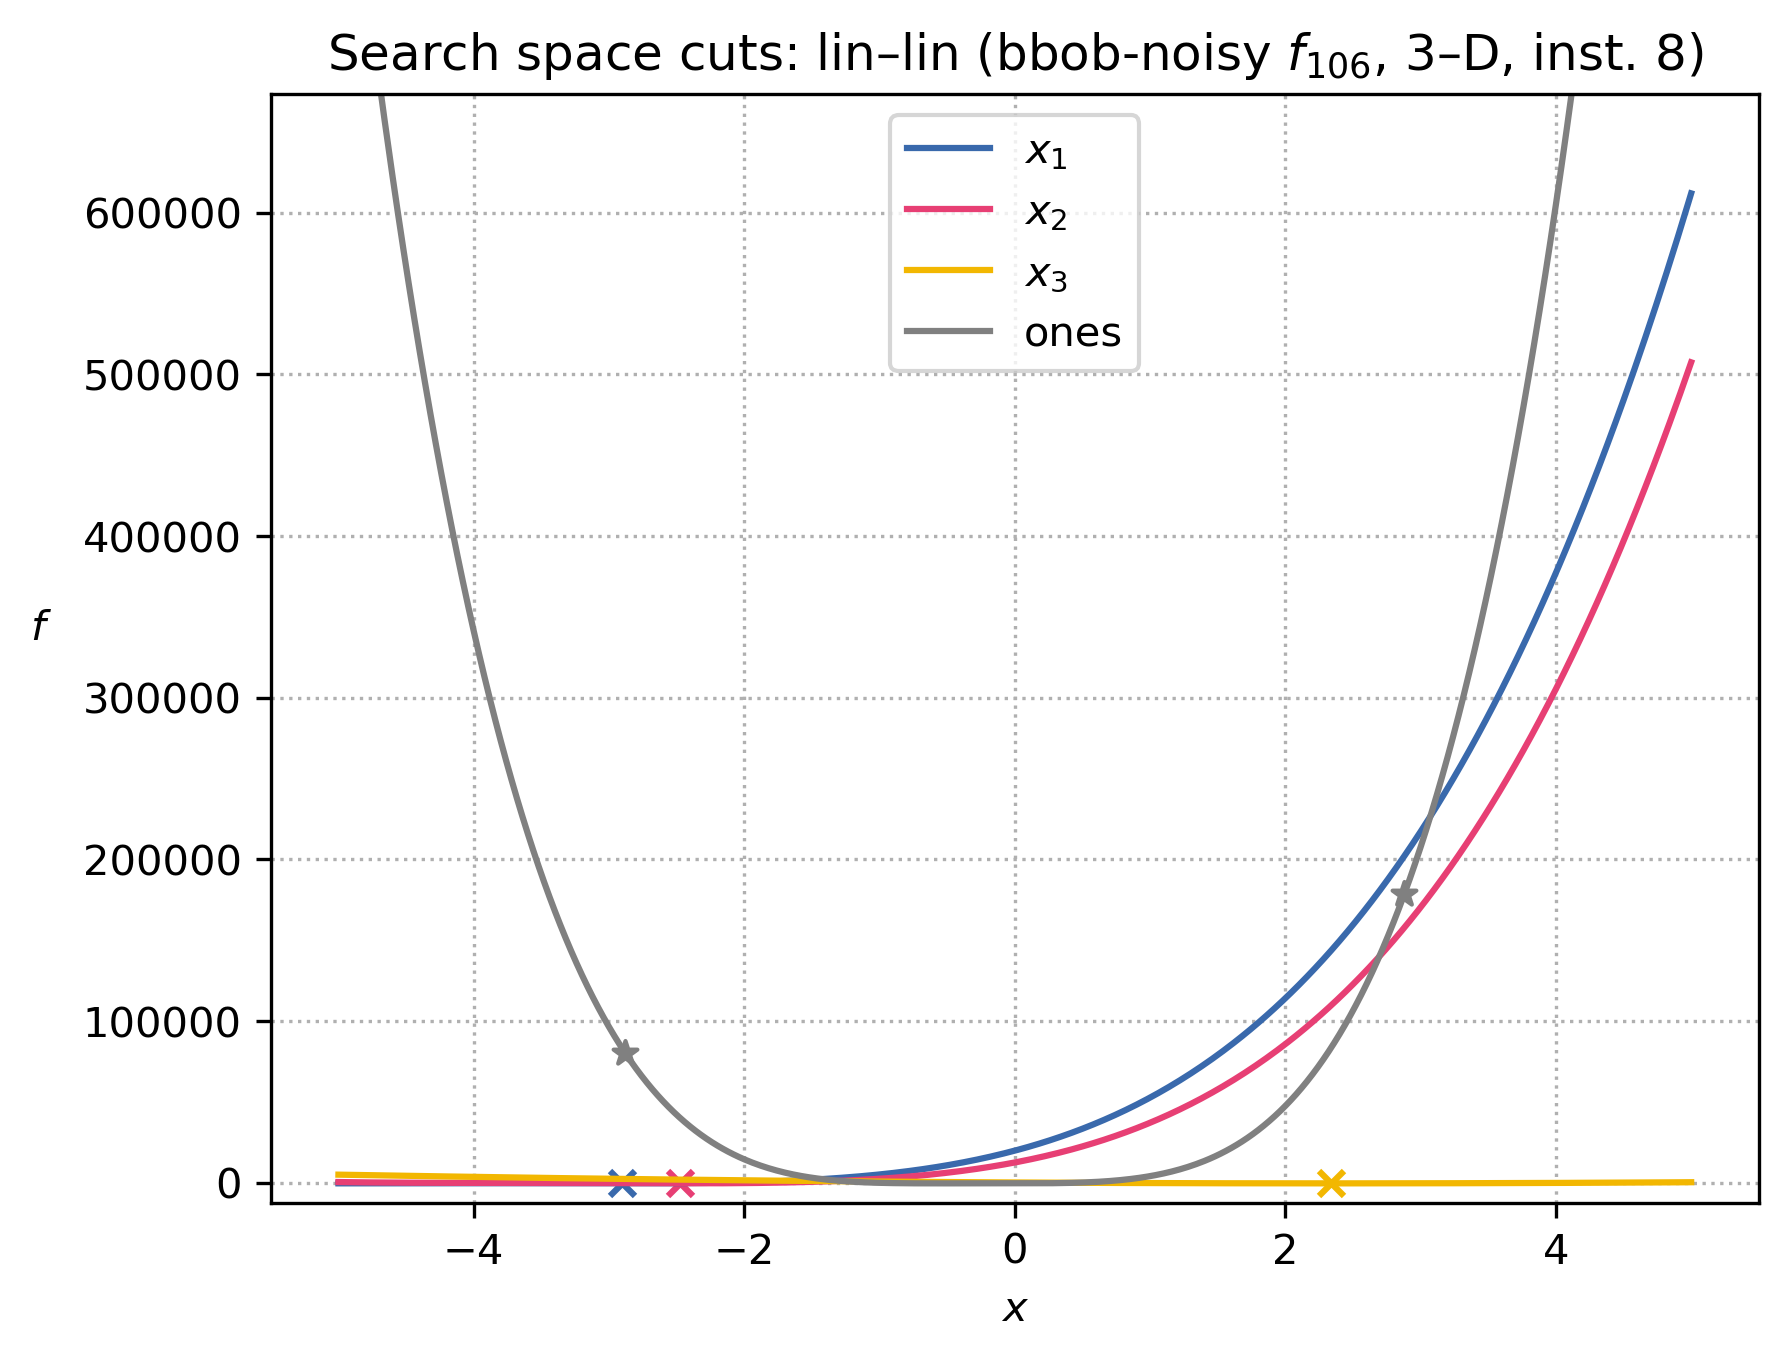 Search space cuts: lin–lin (bbob-noisy f₁₀₆, 3–D, inst. 8)
x₁
x₂
x₃
ones
600000
500000
400000
300000
200000
100000
0
f
−4 −2 0 2 4
x